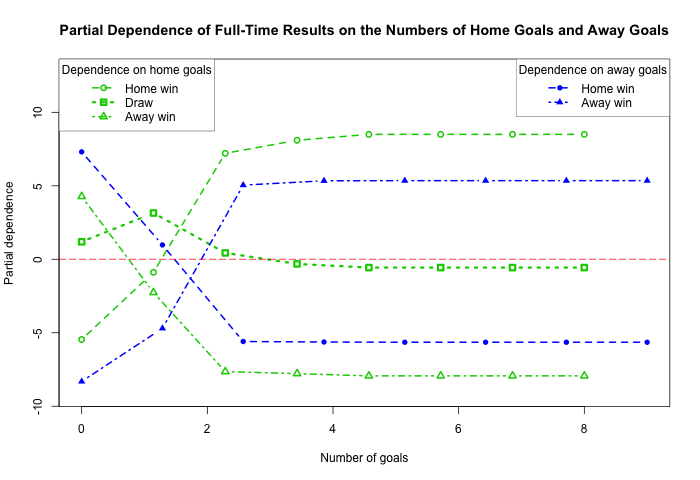 Partial Dependence of Full-Time Results on the Numbers of Home Goals and Away Goals
Dependence on home goals
Home win
Draw
Away win
Dependence on away goals
Home win
Away win
Partial dependence
10
5
0
-5
-10
0 2 4 6 8
Number of goals